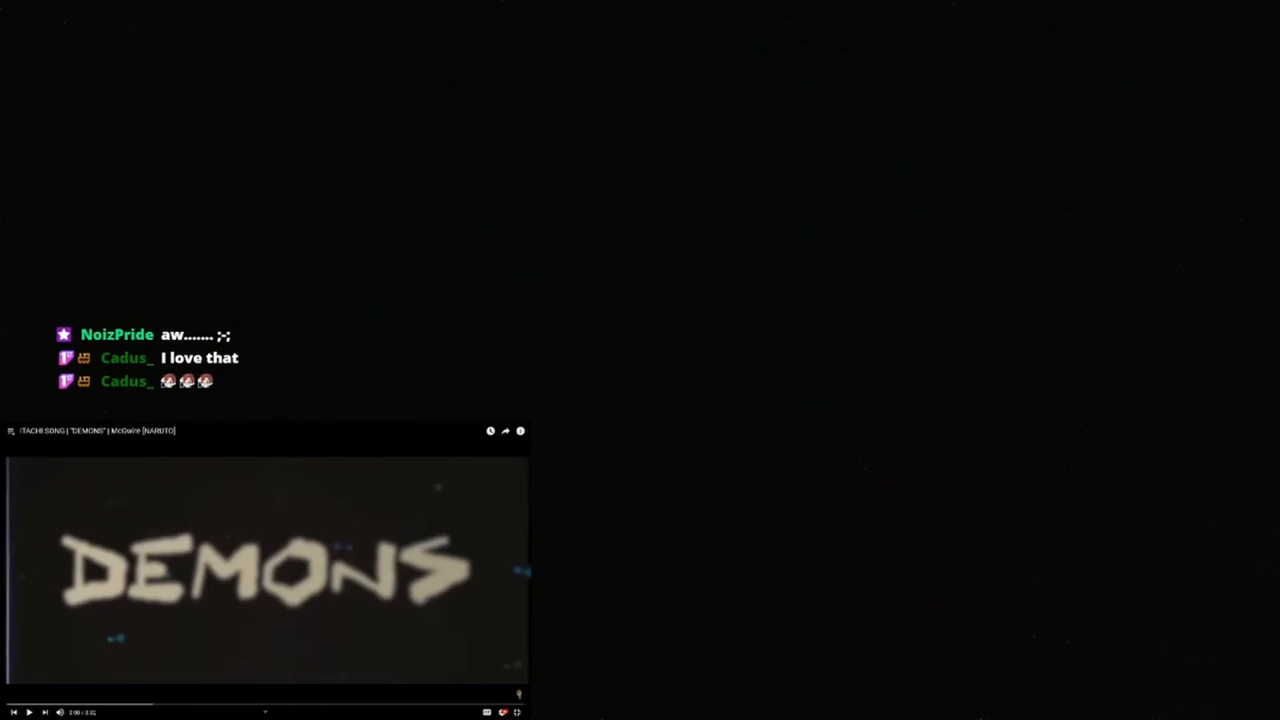 NoizPride aw....... ;-;
Cadus_ I love that
Cadus_
ITACHI SONG | "DEMONS" | McGwire [NARUTO]
DEMONS